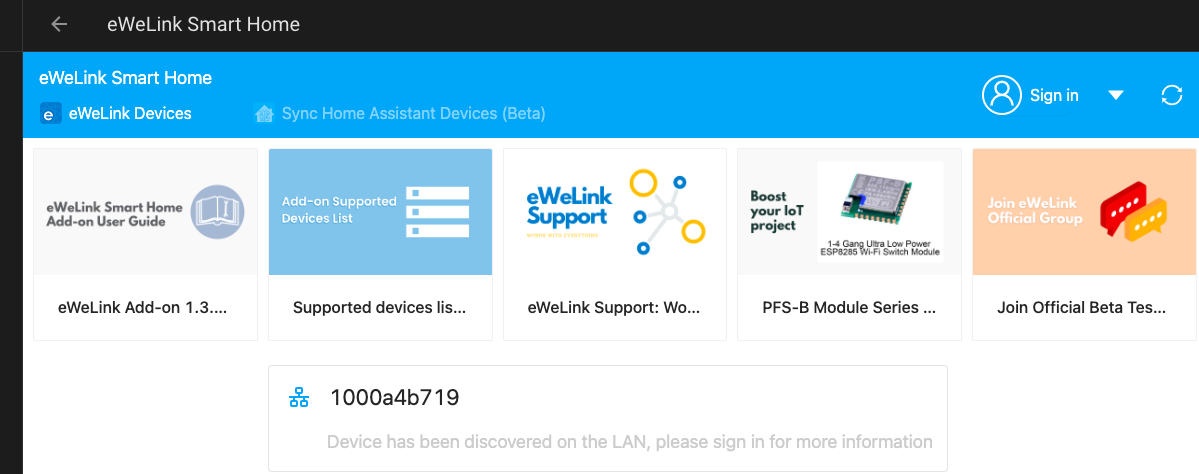 eWeLink Smart Home
eWeLink Smart Home
Sign in
e eWeLink Devices
Sync Home Assistant Devices (Beta)
eWeLink Smart Home
Add-on User Guide
eWeLink Add-on 1.3....
Add-on Supported
Devices List
Supported devices lis...
eWeLink
Support
WORKS WITH EVERYTHING
eWeLink Support: Wo...
Boost
your IoT
project
1-4 Gang Ultra Low Power
ESP8285 Wi-Fi Switch Module
PFS-B Module Series ...
Join eWeLink
Official Group
Join Official Beta Tes...
1000a4b719
Device has been discovered on the LAN, please sign in for more information